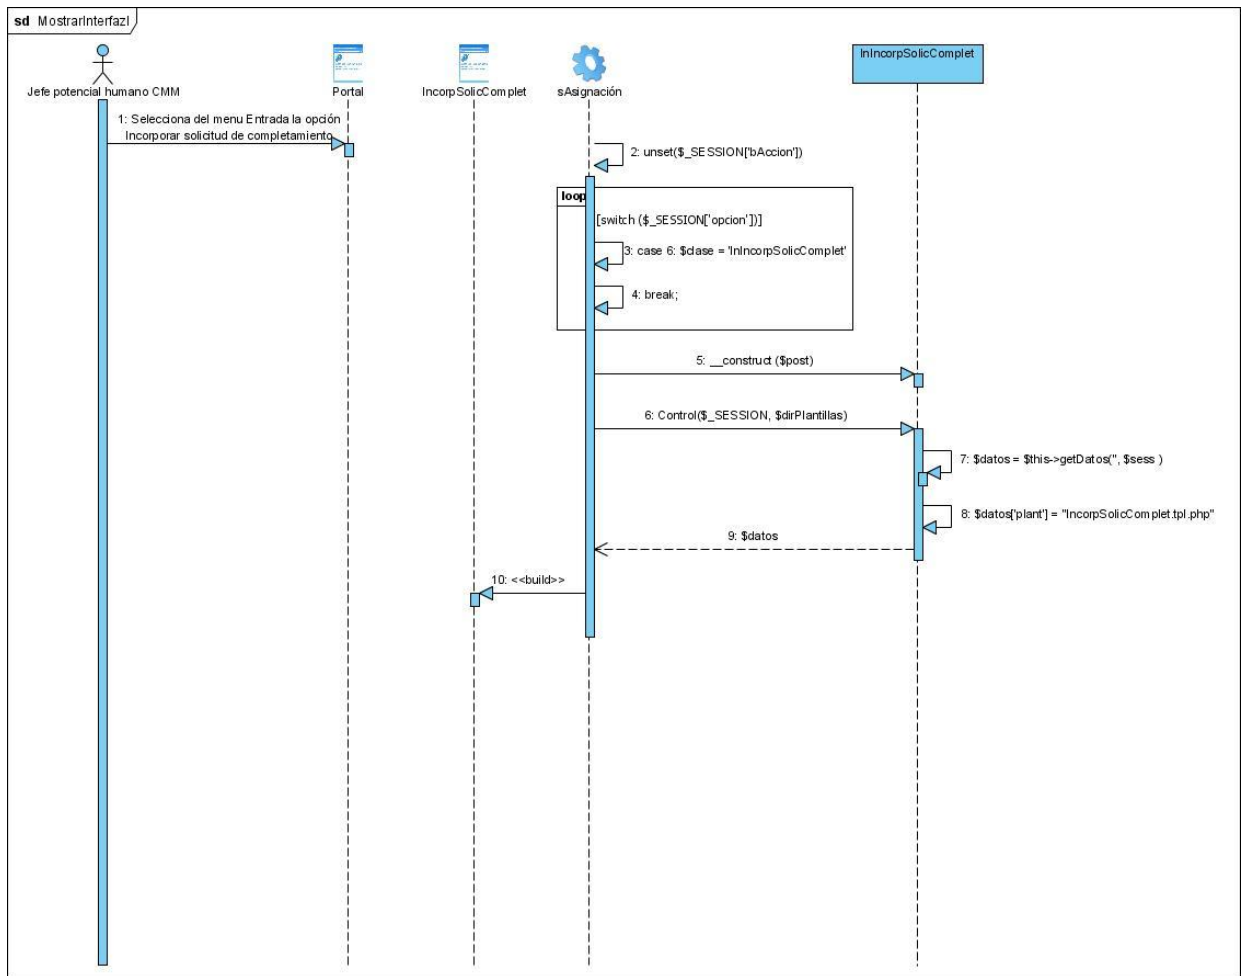 sd MostrarInterfazI
Jefe potencial humano CMM
Portal
IncorpSolicComplet
sAsignación
InIncorpSolicComplet
1: Selecciona del menu Entrada la opción
Incorporar solicitud de completamiento
2: unset($_SESSION['bAccion'])
loop
[switch ($_SESSION['opcion'])]
3: case 6: $clase = 'InIncorpSolicComplet'
4: break;
5: __construct ($post)
6: Control($_SESSION, $dirPlantillas)
7: $datos = $this->getDatos('', $sess )
8: $datos['plant'] = "IncorpSolicComplet.tpl.php"
9: $datos
10: <<build>>